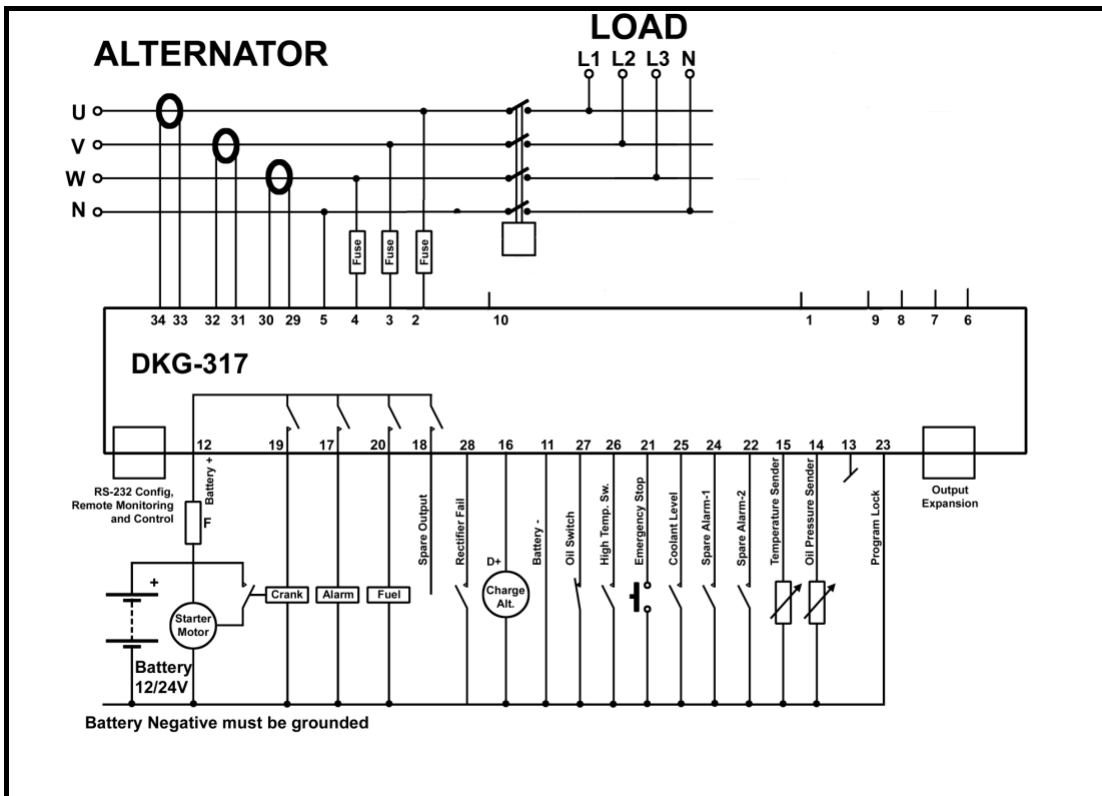 LOAD
ALTERNATOR
L1 L2 L3 N
U
V
W
N
Fuse Fuse Fuse
34 33 32 31 30 29 5 4 3 2 10 1 9 8 7 6
DKG-317
12 19 17 20 18 28 16 11 27 26 21 25 24 22 15 14 13 23
RS-232 Config,
Remote Monitoring
and Control
Battery +
F
Spare Output
Rectifier Fail
Battery -
Oil Switch
High Temp. Sw.
Emergency Stop
Coolant Level
Spare Alarm-1
Spare Alarm-2
Temperature Sender
Oil Pressure Sender
Program Lock
Output
Expansion
D+
Charge
Alt.
+
Crank Alarm Fuel
Starter
Motor
Battery
12/24V
Battery Negative must be grounded